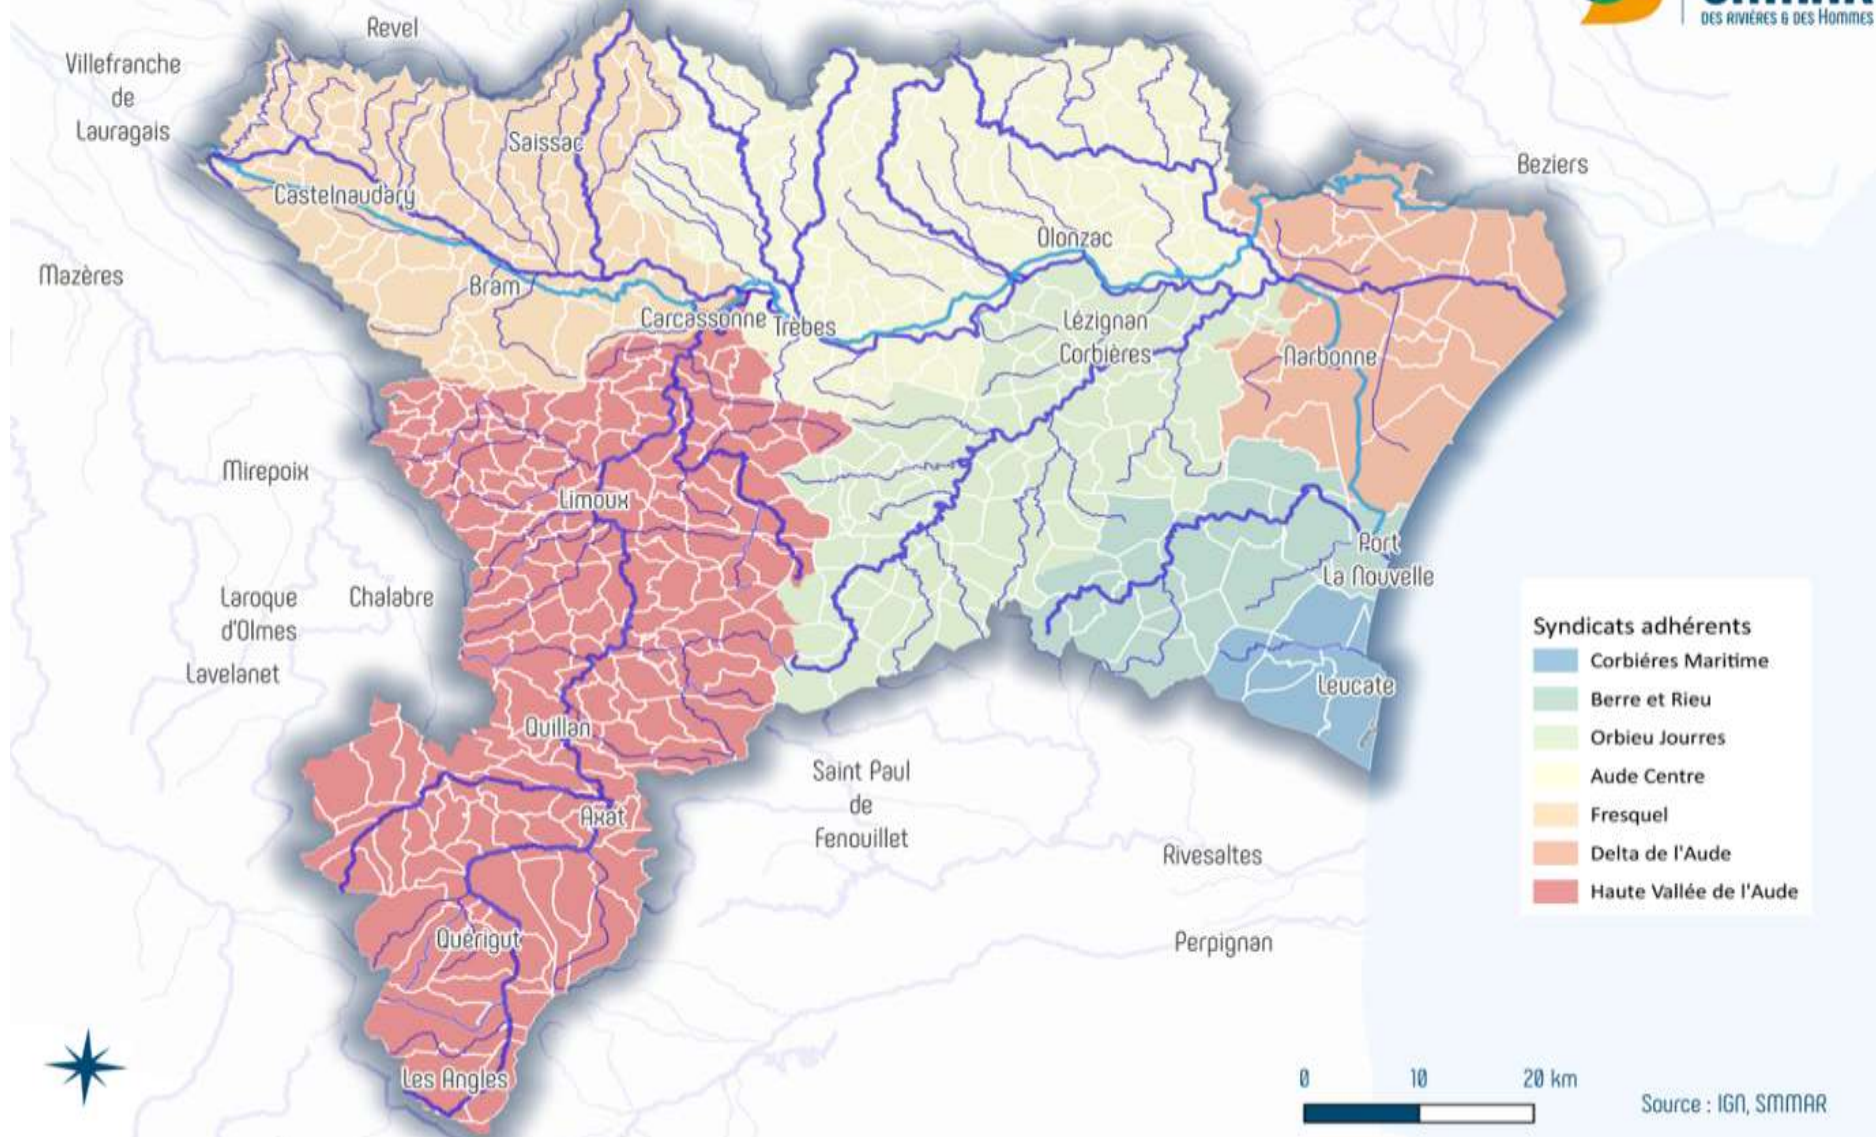 DES RIVIÈRES & DES HOMMES
Revel
Villefranche
de
Lauragais
Saissac
Beziers
Castelnaudary
Olonzac
Mazères
Bram
Carcassonne
Trèbes
Lézignan
Corbières
Narbonne
Mirepoix
Limoux
Port
La Nouvelle
Laroque
d'Olmes
Chalabre
Lavelanet
Leucate
Quillan
Saint Paul
de
Fenouillet
Axat
Rivesaltes
Quérigut
Perpignan
Les Angles
Syndicats adhérents
Corbiéres Maritime
Berre et Rieu
Orbieu Jourres
Aude Centre
Fresquel
Delta de l'Aude
Haute Vallée de l'Aude
0 10 20 km
Source : IGN, SMMAR